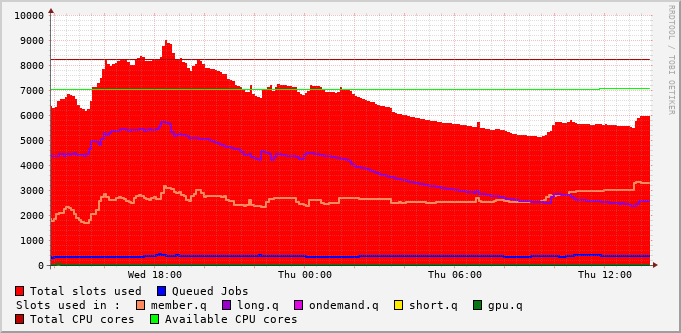 10000
9000
8000
7000
6000
5000
4000
3000
2000
1000
0
Wed 18:00 Thu 00:00 Thu 06:00 Thu 12:00
RRDTOOL / TOBI OETIKER
Total slots used Queued Jobs
Slots used in : member.q long.q ondemand.q short.q gpu.q
Total CPU cores Available CPU cores